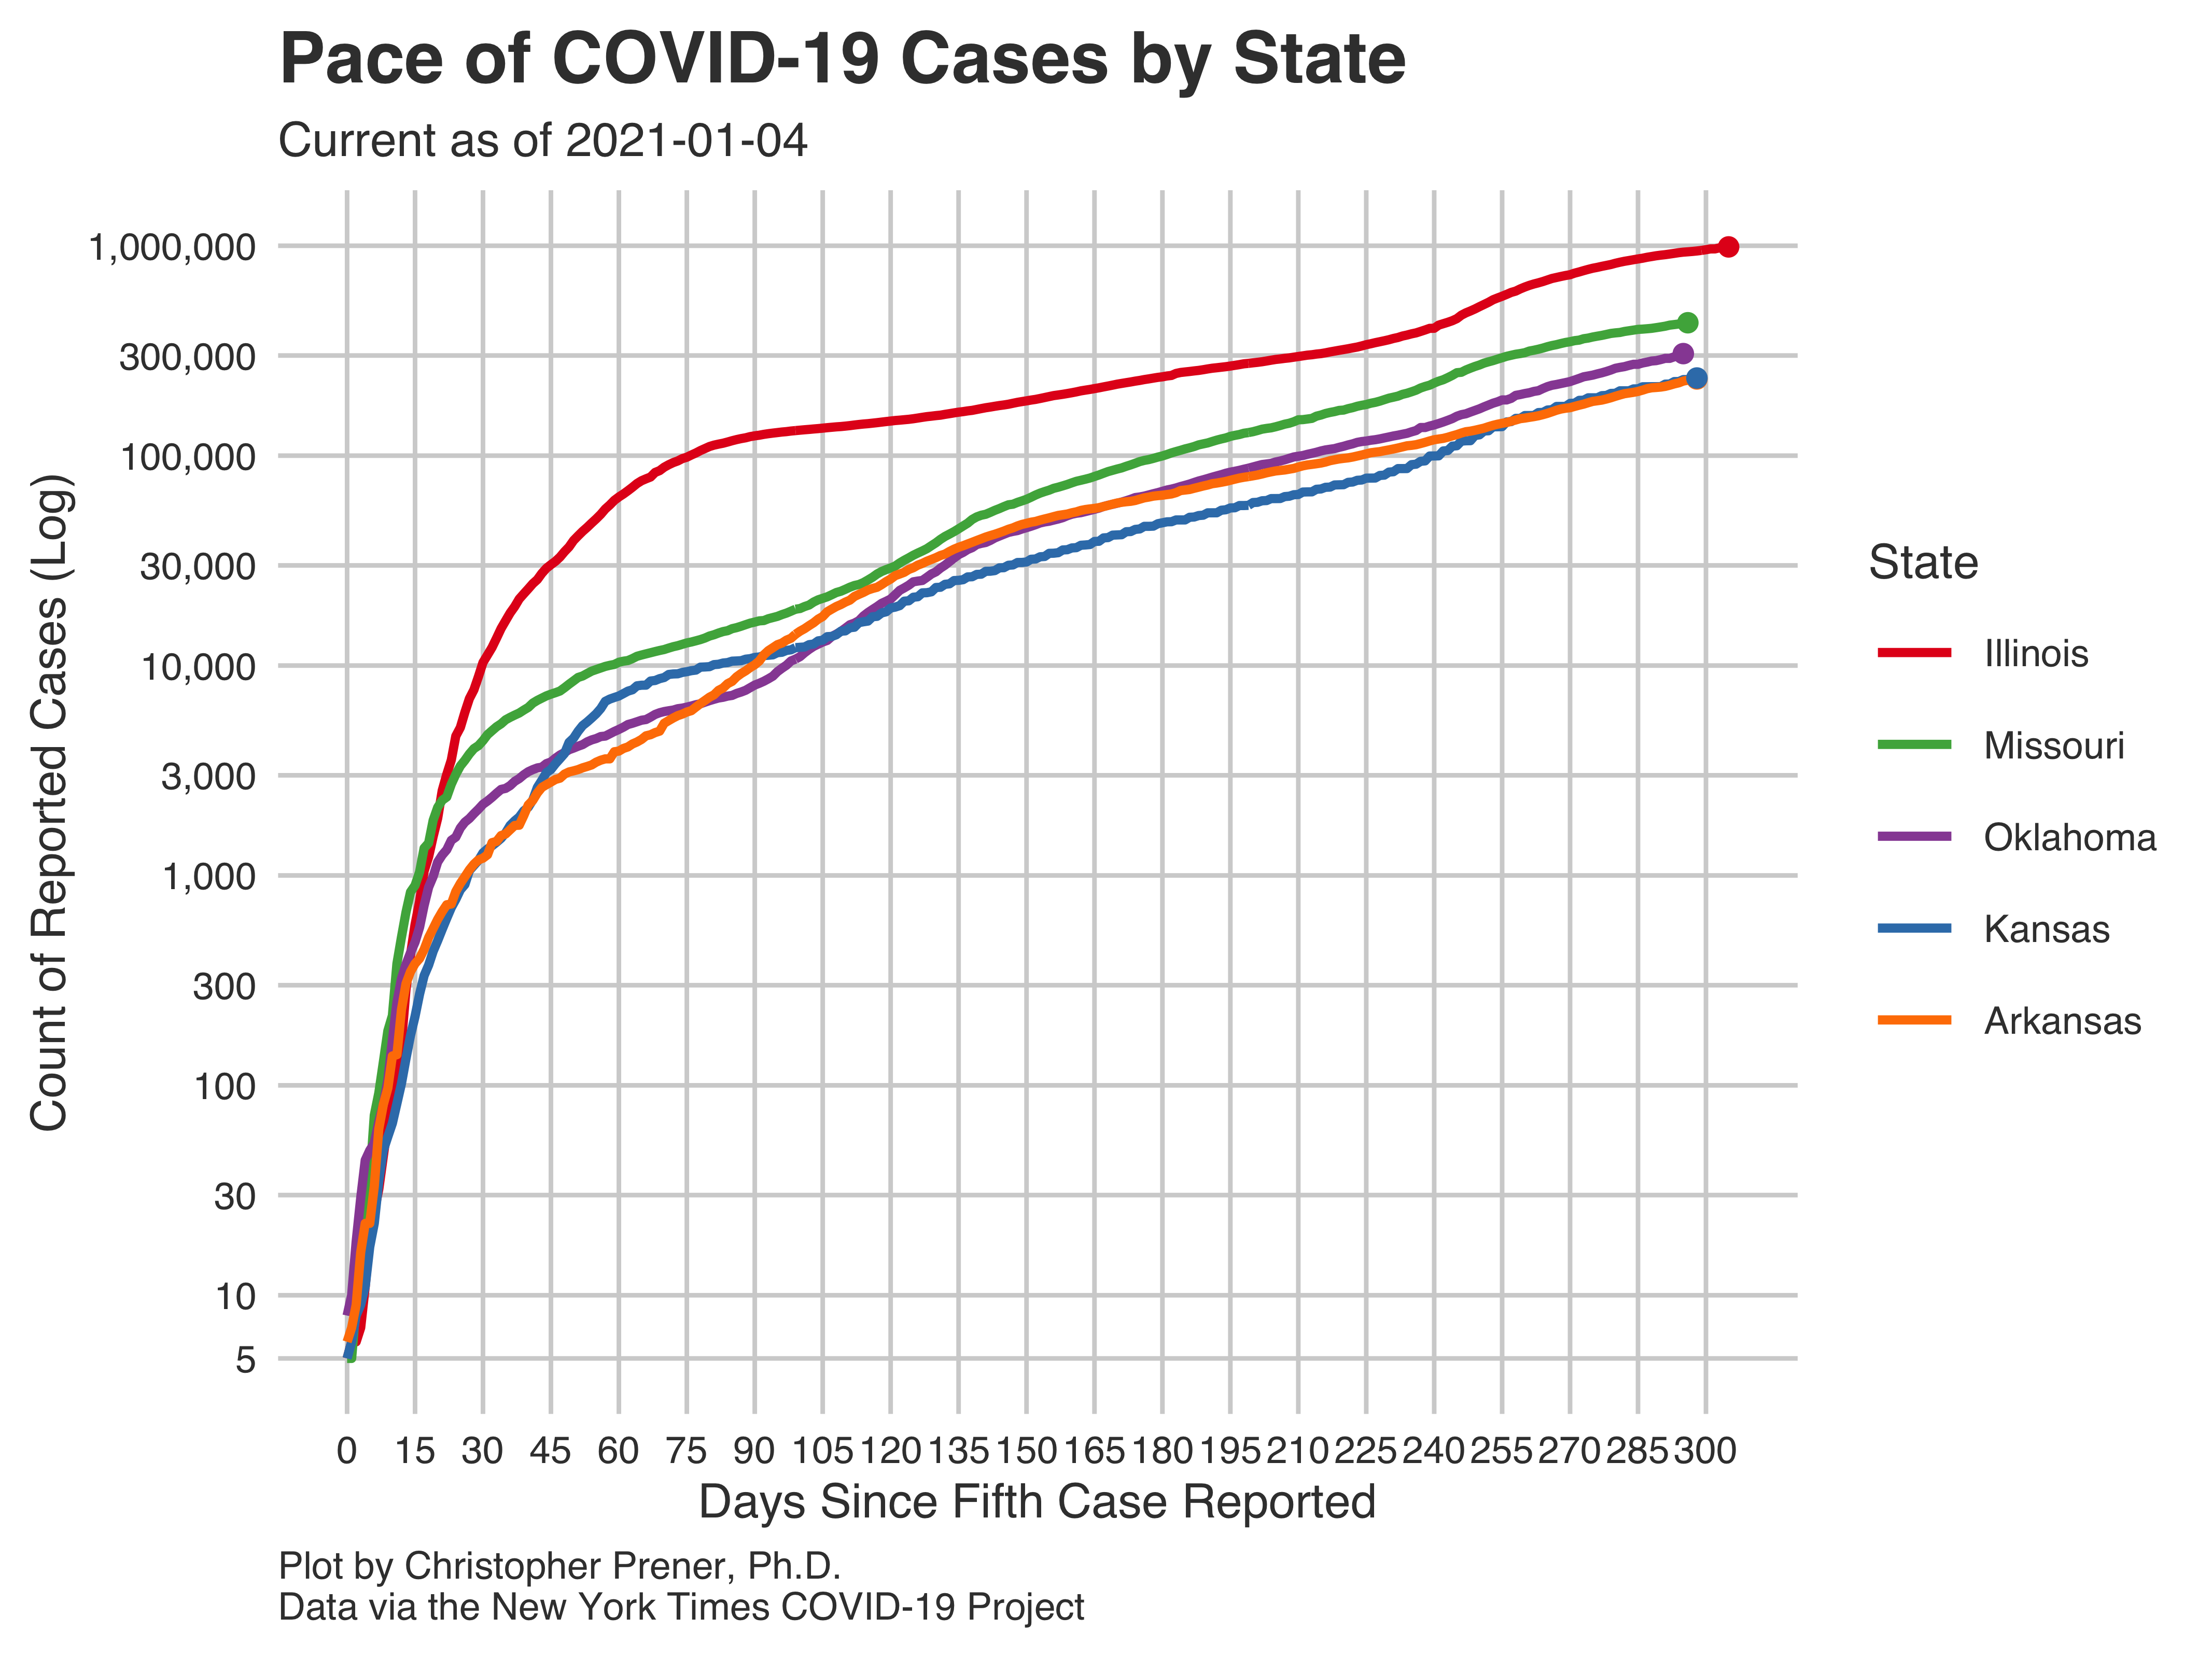 Pace of COVID-19 Cases by State
Current as of 2021-01-04
Count of Reported Cases (Log)
1,000,000
300,000
100,000
30,000
10,000
3,000
1,000
300
100
30
10
5
0 15 30 45 60 75 90 105 120 135 150 165 180 195 210 225 240 255 270 285 300
Days Since Fifth Case Reported
State
Illinois
Missouri
Oklahoma
Kansas
Arkansas
Plot by Christopher Prener, Ph.D.
Data via the New York Times COVID-19 Project